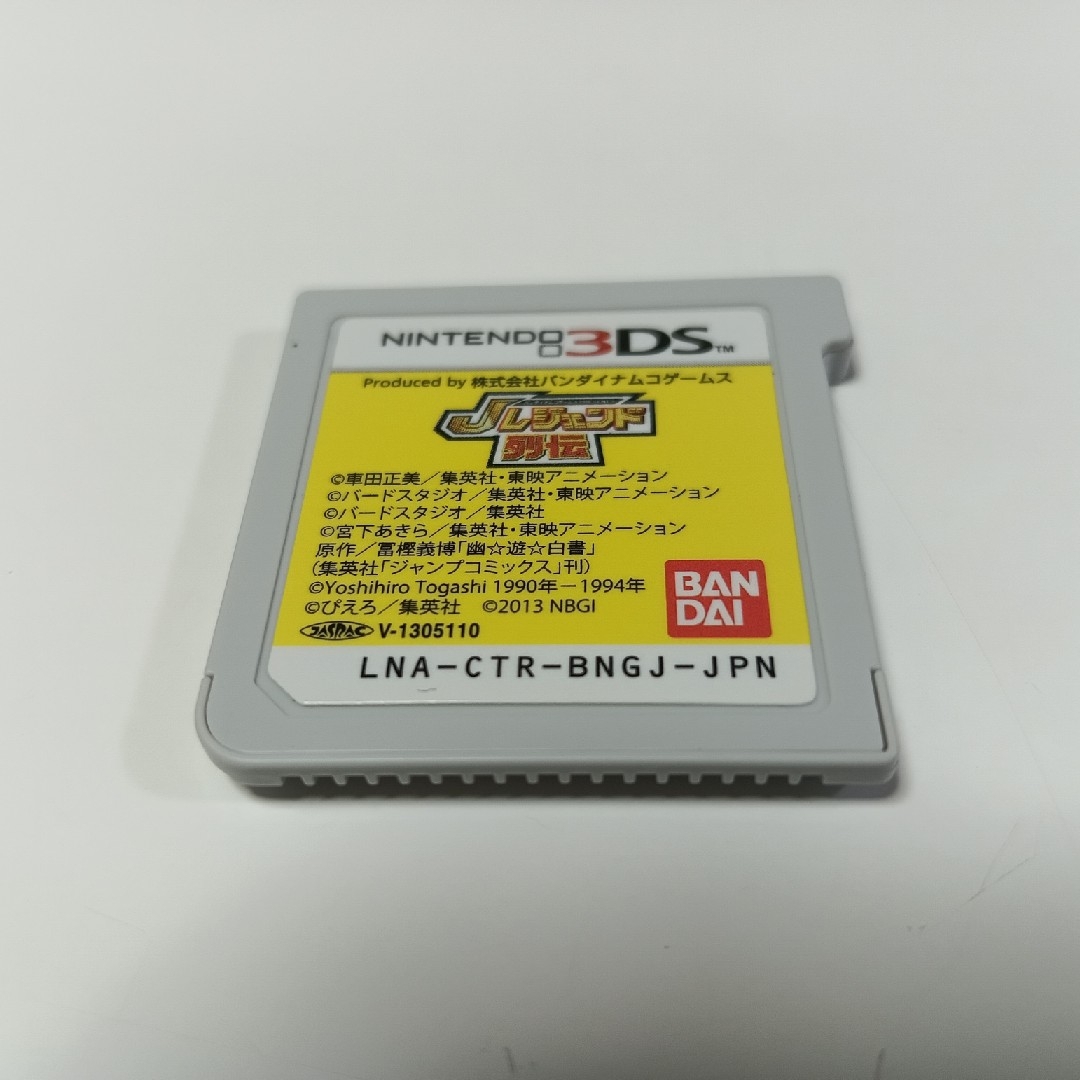 NINTENDO 3DS™
Produced by 株式会社バンダイナムコゲームス
Jレジェンド
列伝
©車田正美／集英社・東映アニメーション
©バードスタジオ／集英社・東映アニメーション
©バードスタジオ／集英社
©宮下あきら／集英社・東映アニメーション
原作／冨樫義博「幽☆遊☆白書」
（集英社「ジャンプコミックス」刊）
©Yoshihiro Togashi 1990年－1994年
©ぴえろ／集英社 ©2013 NBGI
JASRAC V-1305110
BAN
DAI
LNA-CTR-BNGJ-JPN